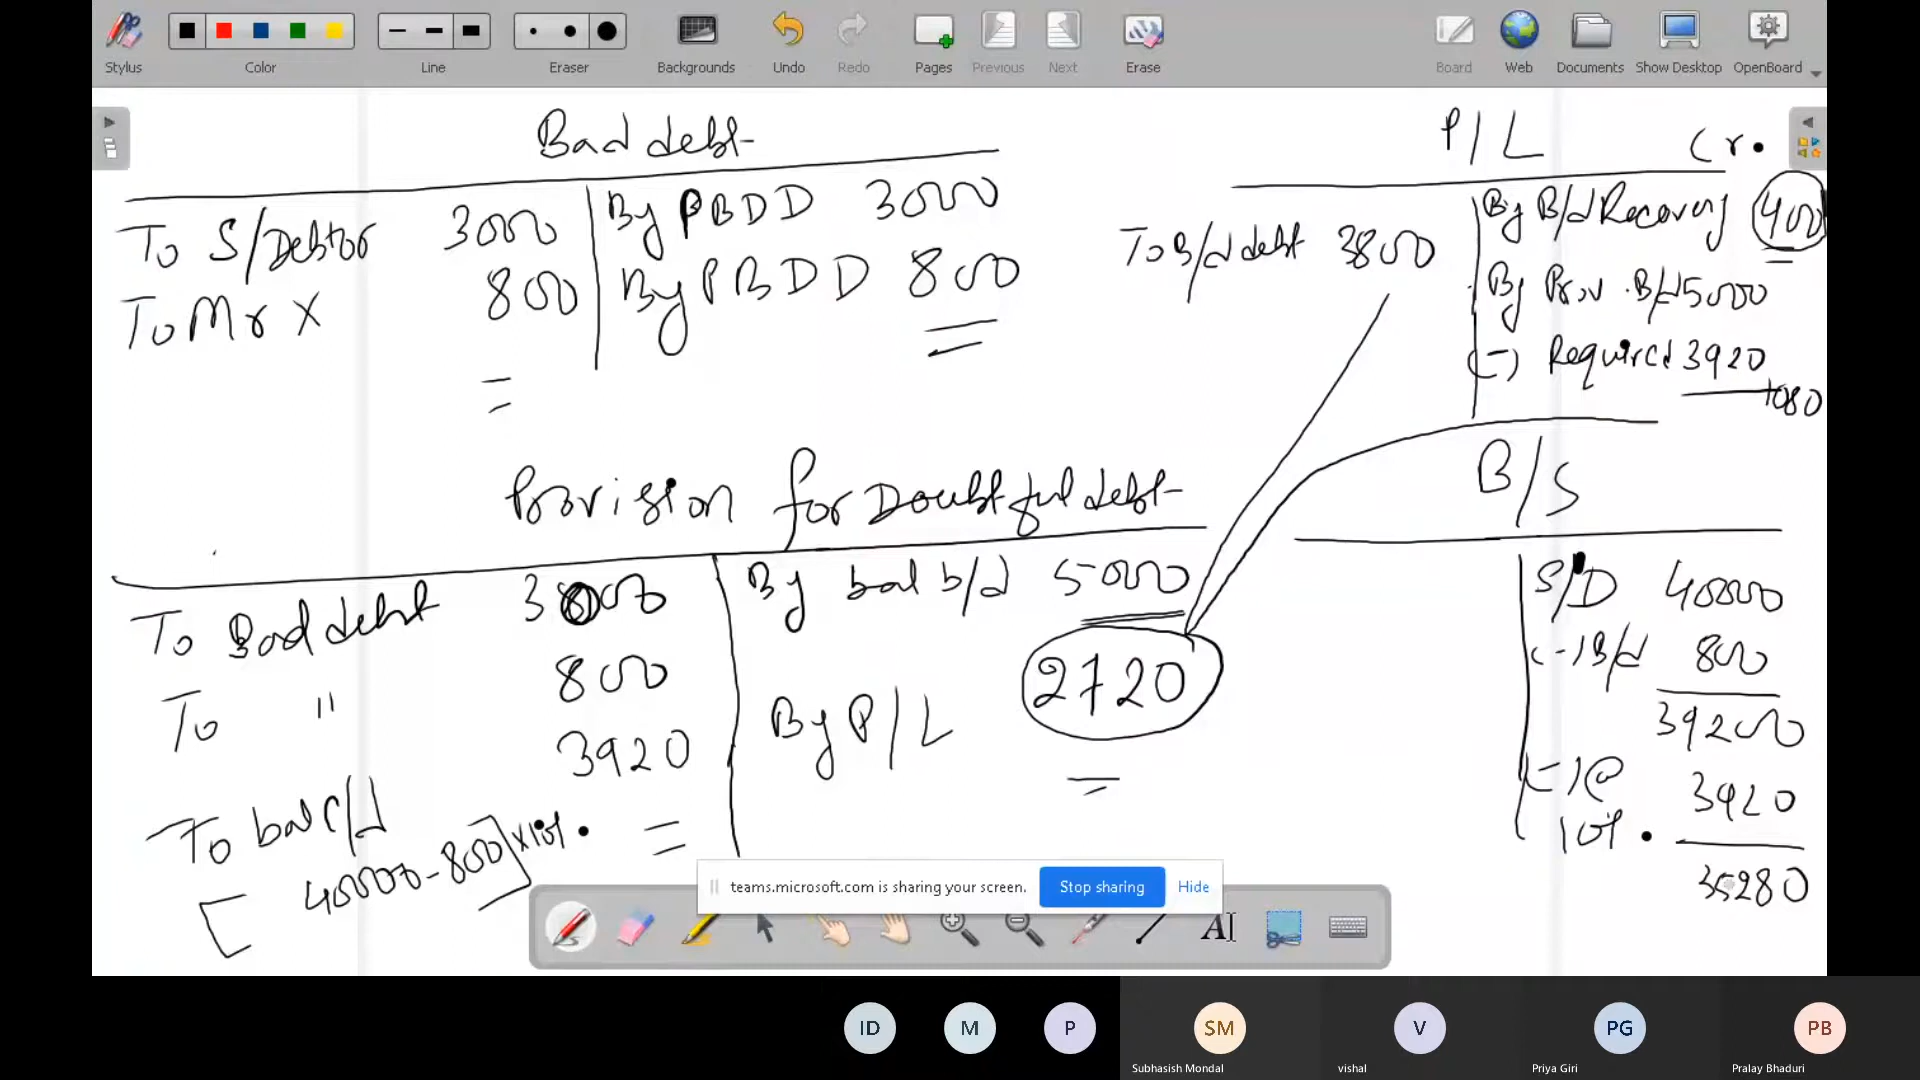 Stylus Color Line Eraser Backgrounds Undo Redo Pages Previous Next Erase Board Web Documents Show Desktop OpenBoard
Bad debt
To S/Debtor 3000 By PBDD 3000
To Mr X 800 By PBDD 800
P/L Cr.
To B/d debt 3800 By B/d Recovery 400
By Prov. B/d 5000
(-) Required 3920
1080
Provision for Doubtful debt
To Bad debt 3000 By bal b/d 5000
To " 800 By P/L 2720
To bal c/d 3920
[40000-800]x10%.
B/S
S/D 40000
(-) B/d 800
39200
(-) @ 10%. 3920
35280
teams.microsoft.com is sharing your screen. Stop sharing Hide
AI
ID M P SM V PG PB
Subhasish Mondal vishal Priya Giri Pralay Bhaduri